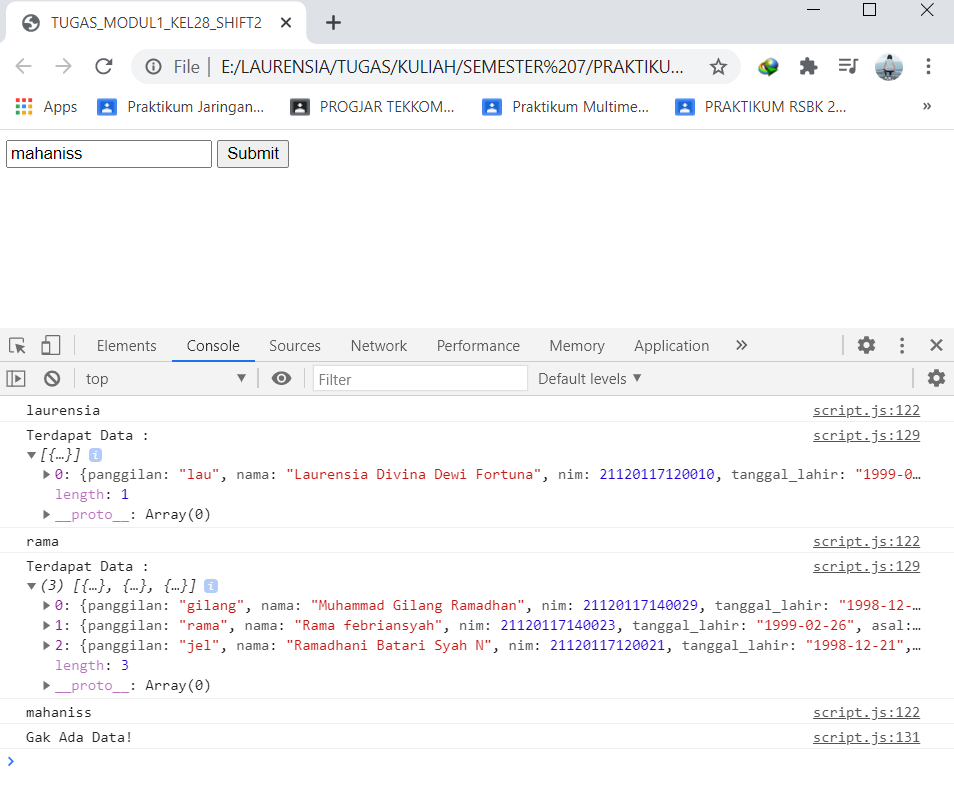 TUGAS_MODUL1_KEL28_SHIFT2
File | E:/LAURENSIA/TUGAS/KULIAH/SEMESTER%207/PRAKTIKU...
Apps Praktikum Jaringan... PROGJAR TEKKOM... Praktikum Multime... PRAKTIKUM RSBK 2... »
mahaniss Submit
Elements Console Sources Network Performance Memory Application »
top Filter Default levels ▼
laurensia script.js:122
Terdapat Data : script.js:129
▼[{…}] i
▶0: {panggilan: "lau", nama: "Laurensia Divina Dewi Fortuna", nim: 21120117120010, tanggal_lahir: "1999-0…
length: 1
▶__proto__: Array(0)
rama script.js:122
Terdapat Data : script.js:129
▼(3) [{…}, {…}, {…}] i
▶0: {panggilan: "gilang", nama: "Muhammad Gilang Ramadhan", nim: 21120117140029, tanggal_lahir: "1998-12-…
▶1: {panggilan: "rama", nama: "Rama febriansyah", nim: 21120117140023, tanggal_lahir: "1999-02-26", asal:…
▶2: {panggilan: "jel", nama: "Ramadhani Batari Syah N", nim: 21120117120021, tanggal_lahir: "1998-12-21",…
length: 3
▶__proto__: Array(0)
mahaniss script.js:122
Gak Ada Data! script.js:131